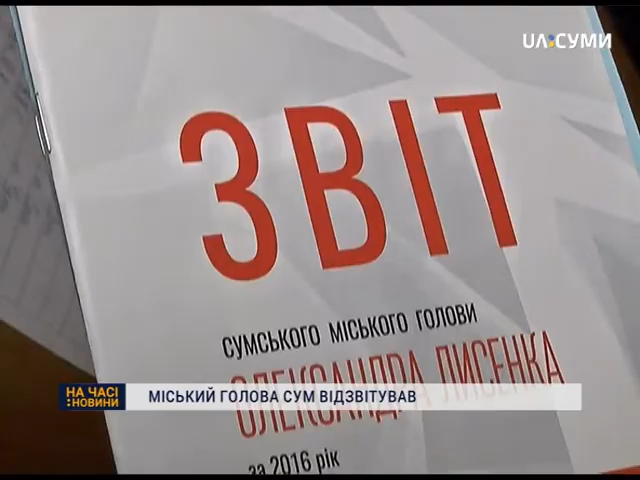 UA:СУМИ
ЗВІТ
СУМСЬКОГО МІСЬКОГО ГОЛОВИ
ОЛЕКСАНДРА ЛИСЕНКА
за 2016 рік
НА ЧАСІ
:НОВИНИ
МІСЬКИЙ ГОЛОВА СУМ ВІДЗВІТУВАВ